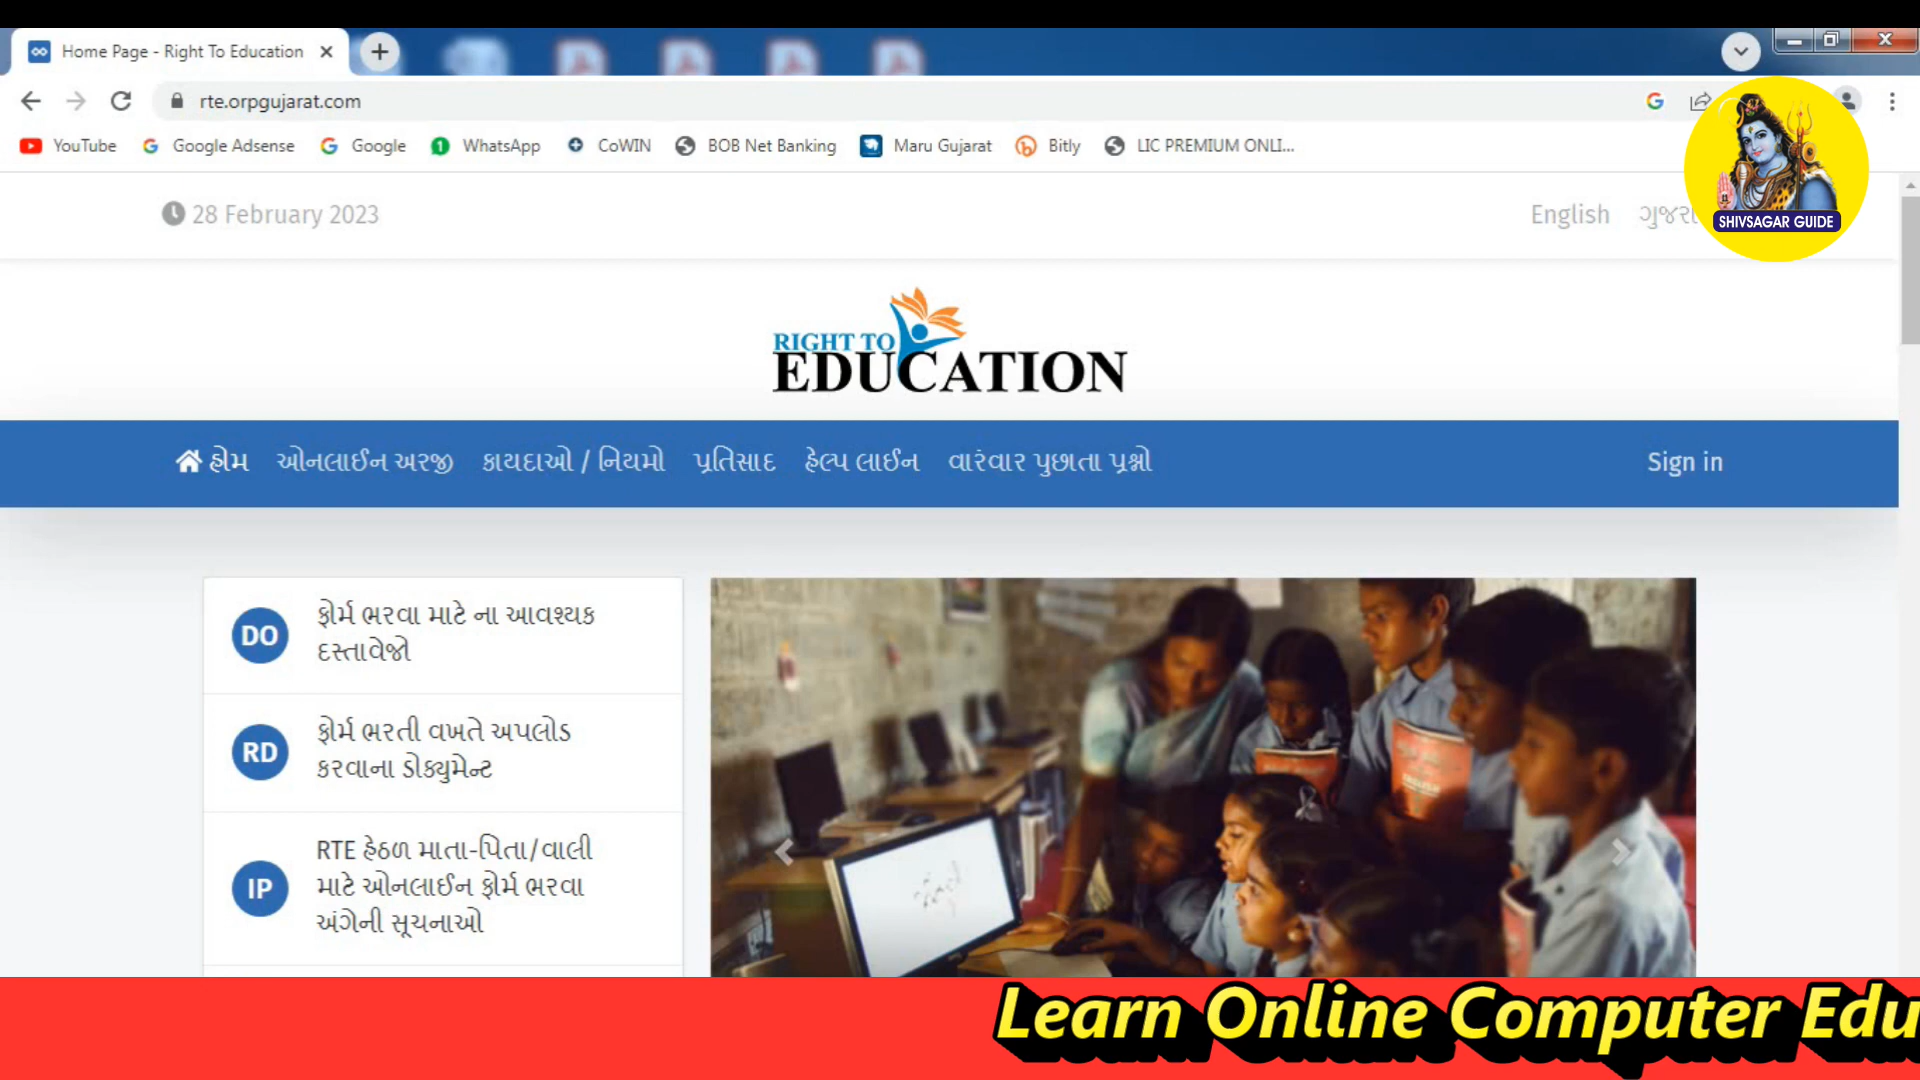 Home Page - Right To Education
rte.orpgujarat.com
YouTube Google Adsense Google WhatsApp CoWIN BOB Net Banking Maru Gujarat Bitly LIC PREMIUM ONLI...
SHIVSAGAR GUIDE
28 February 2023
English
RIGHT TO
EDUCATION
હોમ ઓનલાઈન અરજી કાયદાઓ / નિયમો પ્રતિસાદ હેલ્પ લાઈન વારંવાર પુછાતા પ્રશ્નો Sign in
DO ફોર્મ ભરવા માટે ના આવશ્યક
દસ્તાવેજો
RD ફોર્મ ભરતી વખતે અપલોડ
કરવાના ડોક્યુમેન્ટ
IP RTE હેઠળ માતા-પિતા/વાલી
માટે ઓનલાઈન ફોર્મ ભરવા
અંગેની સૂચનાઓ
Learn Online Computer Edu